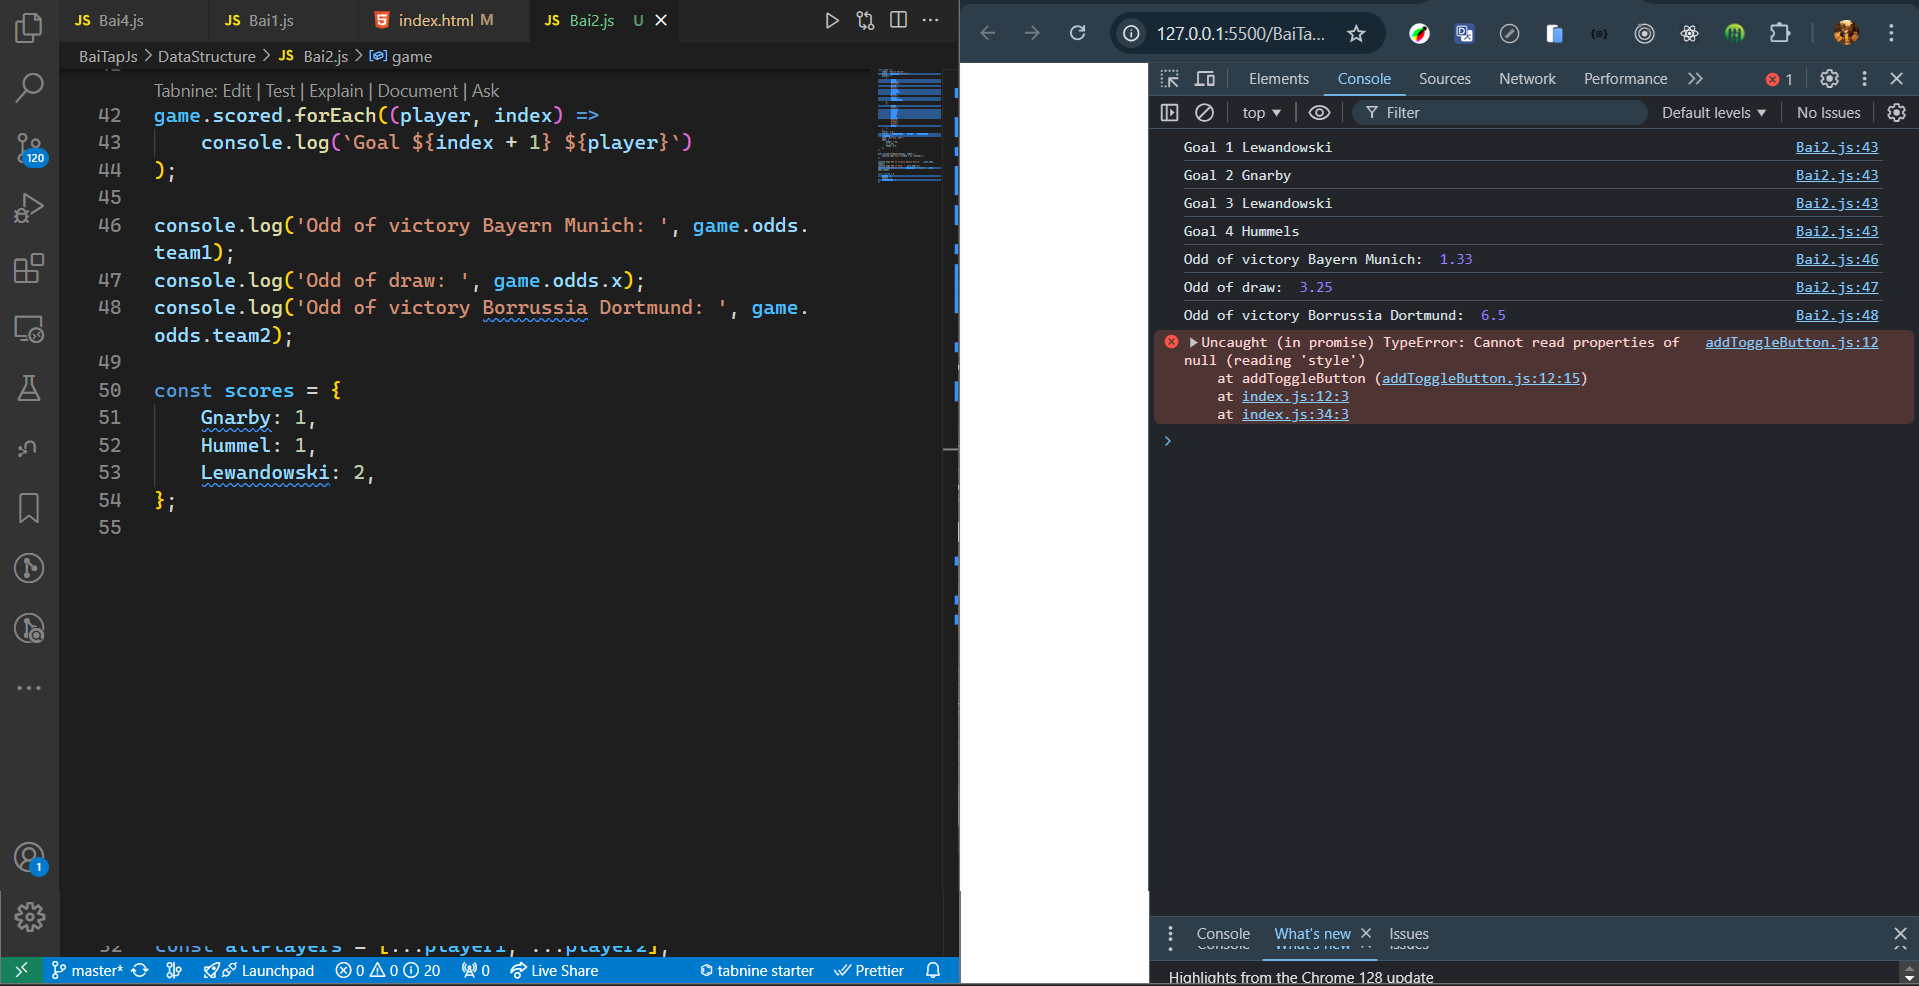 JS Bai4.js JS Bai1.js index.html M JS Bai2.js U
BaiTapJs > DataStructure > JS Bai2.js > game
Tabnine: Edit | Test | Explain | Document | Ask
42 game.scored.forEach((player, index) =>
43 console.log(`Goal ${index + 1} ${player}`)
44 );
45
46 console.log('Odd of victory Bayern Munich: ', game.odds.
team1);
47 console.log('Odd of draw: ', game.odds.x);
48 console.log('Odd of victory Borrussia Dortmund: ', game.
odds.team2);
49
50 const scores = {
51 Gnarby: 1,
52 Hummel: 1,
53 Lewandowski: 2,
54 };
55
const allPlayers = [...player1, ...player2],
120
1
master* Launchpad 0 0 20 0 Live Share tabnine starter Prettier
127.0.0.1:5500/BaiTa...
Elements Console Sources Network Performance 1
top Filter Default levels No Issues
Goal 1 Lewandowski Bai2.js:43
Goal 2 Gnarby Bai2.js:43
Goal 3 Lewandowski Bai2.js:43
Goal 4 Hummels Bai2.js:43
Odd of victory Bayern Munich: 1.33 Bai2.js:46
Odd of draw: 3.25 Bai2.js:47
Odd of victory Borrussia Dortmund: 6.5 Bai2.js:48
Uncaught (in promise) TypeError: Cannot read properties of addToggleButton.js:12
null (reading 'style')
at addToggleButton (addToggleButton.js:12:15)
at index.js:12:3
at index.js:34:3
Console What's new Issues
Highlights from the Chrome 128 update